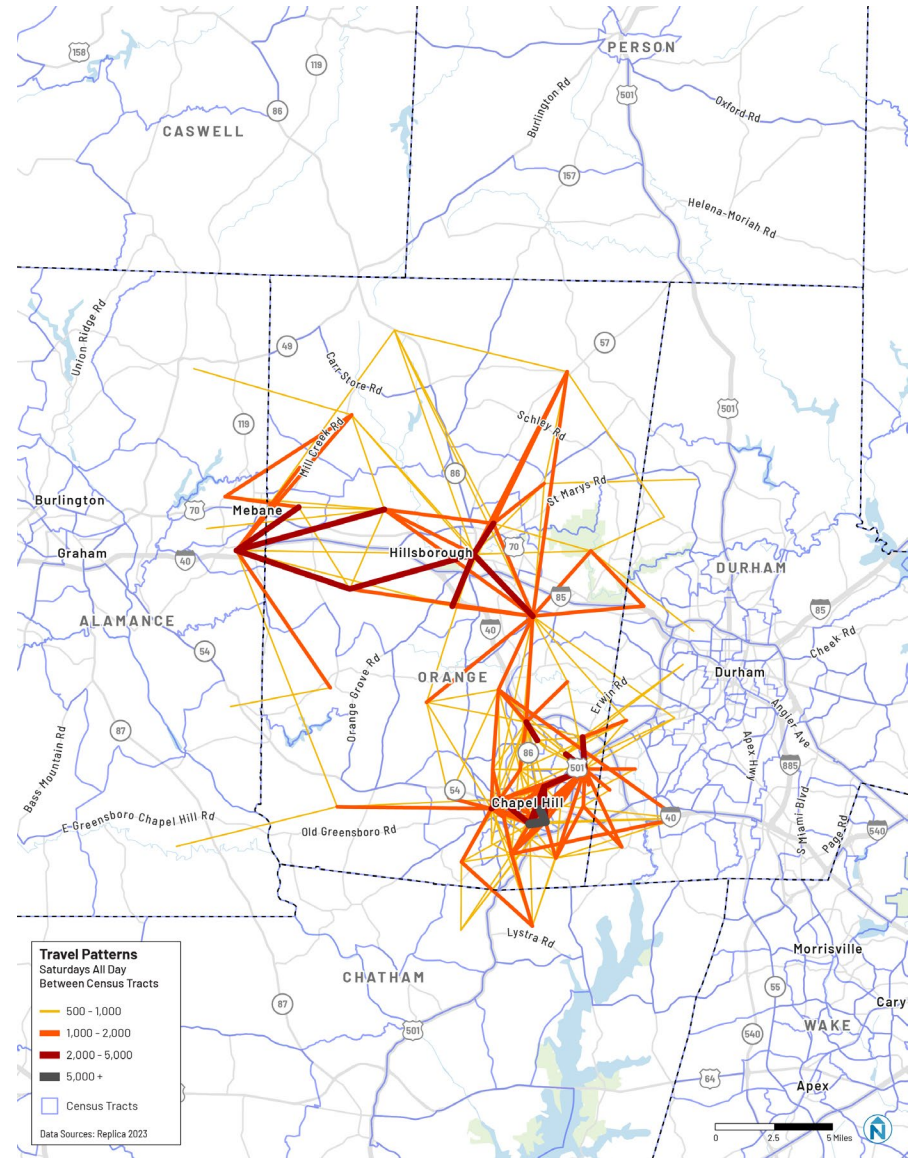 PERSON
158
119
501
86
Burlington Rd
Oxford Rd
CASWELL
157
Helena-Moriah Rd
Union Ridge Rd
49
57
Carr-Store-Rd
119
501
Schley Rd
Mill Creek Rd
86
St Marys Rd
Burlington
70
Mebane
Graham
40
Hillsborough
70
DURHAM
85
85
ALAMANCE
40
Cheek Rd
54
ORANGE
Durham
Orange Grove Rd
Erwin Rd
Angier Ave
87
86
Apex Hwy
885
Bass Mountain Rd
501
54
Chapel Hill
40
S Miami Blvd
Page Rd
540
E Greensboro Chapel Hill Rd
Old Greensboro Rd
Lystra Rd
Morrisville
CHATHAM
55
87
Cary
501
540
WAKE
64
Apex
Travel Patterns
Saturdays All Day
Between Census Tracts
500 - 1,000
1,000 - 2,000
2,000 - 5,000
5,000 +
Census Tracts
Data Sources: Replica 2023
0 2.5 5 Miles
N